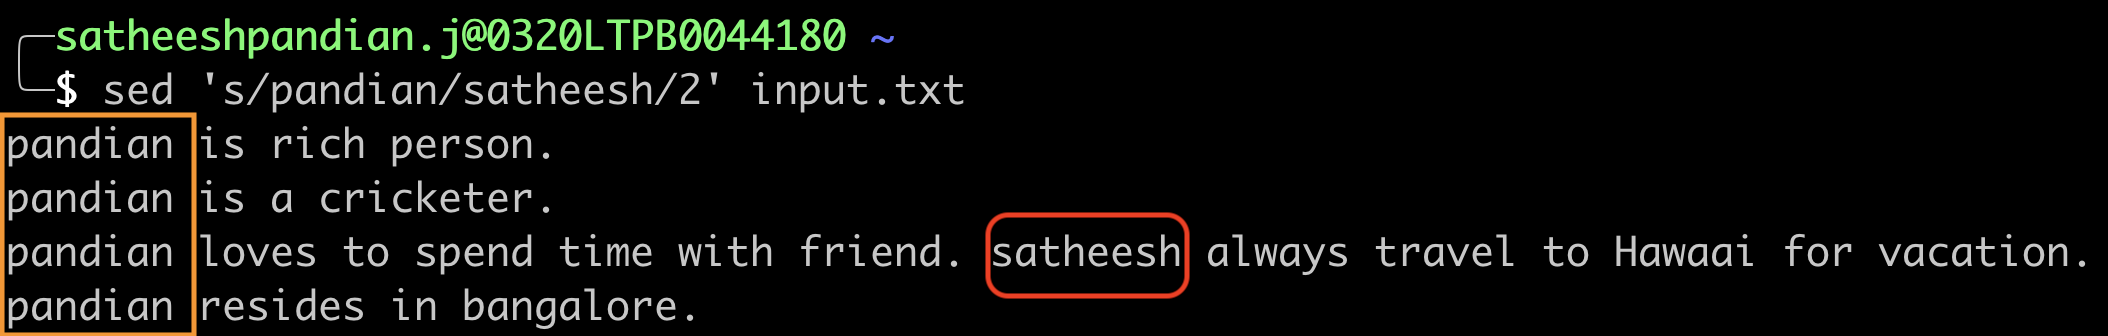 satheeshpandian.j@0320LTPB0044180 ~
$ sed 's/pandian/satheesh/2' input.txt
pandian is rich person.
pandian is a cricketer.
pandian loves to spend time with friend. satheesh always travel to Hawaai for vacation.
pandian resides in bangalore.